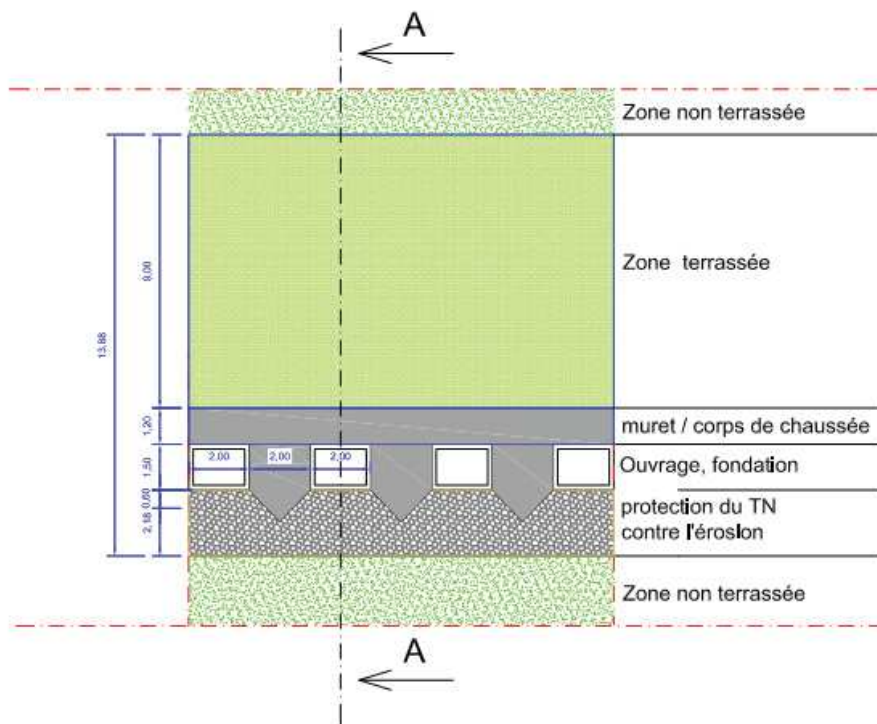 A
Zone non terrassée
9,00
Zone terrassée
13.88
1,20
muret / corps de chaussée
1,50
2,00
2,00
2,00
Ouvrage, fondation
0,60
2,18
protection du TN
contre l'érosion
Zone non terrassée
A